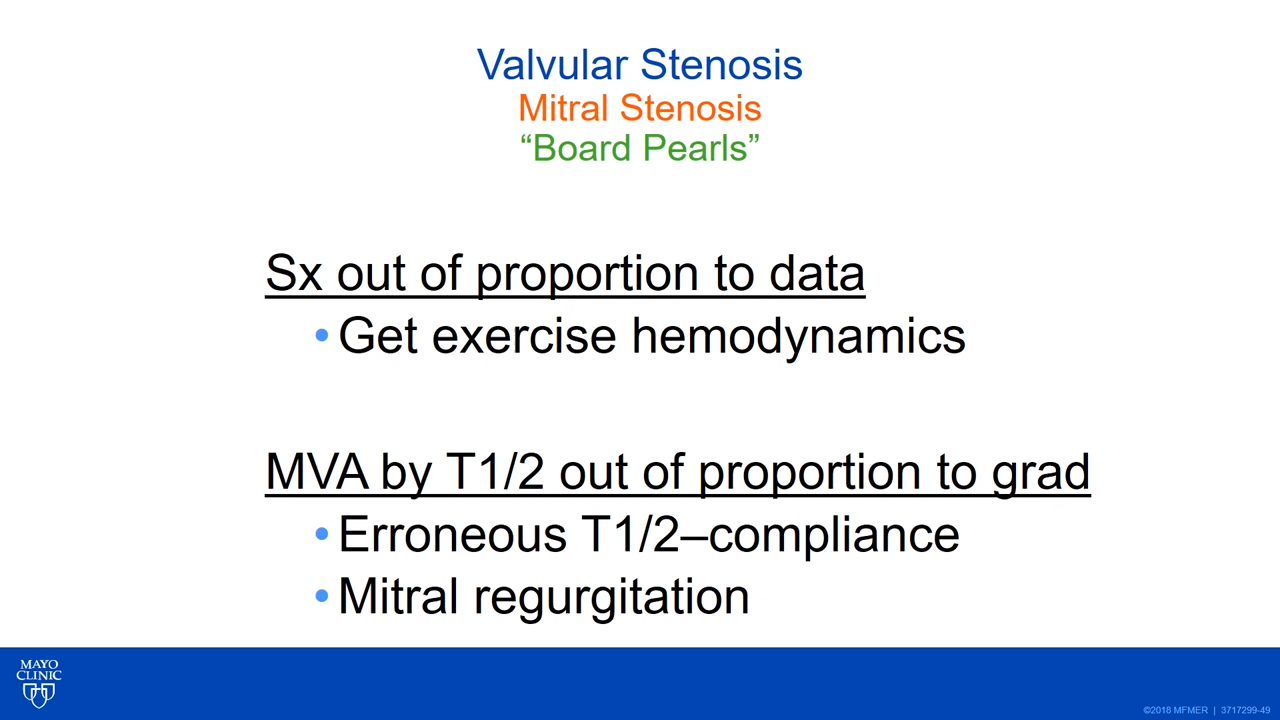 Valvular Stenosis
Mitral Stenosis
“Board Pearls”
Sx out of proportion to data
• Get exercise hemodynamics
MVA by T1/2 out of proportion to grad
• Erroneous T1/2–compliance
• Mitral regurgitation
MAYO
CLINIC
©2018 MFMER | 3717299-49